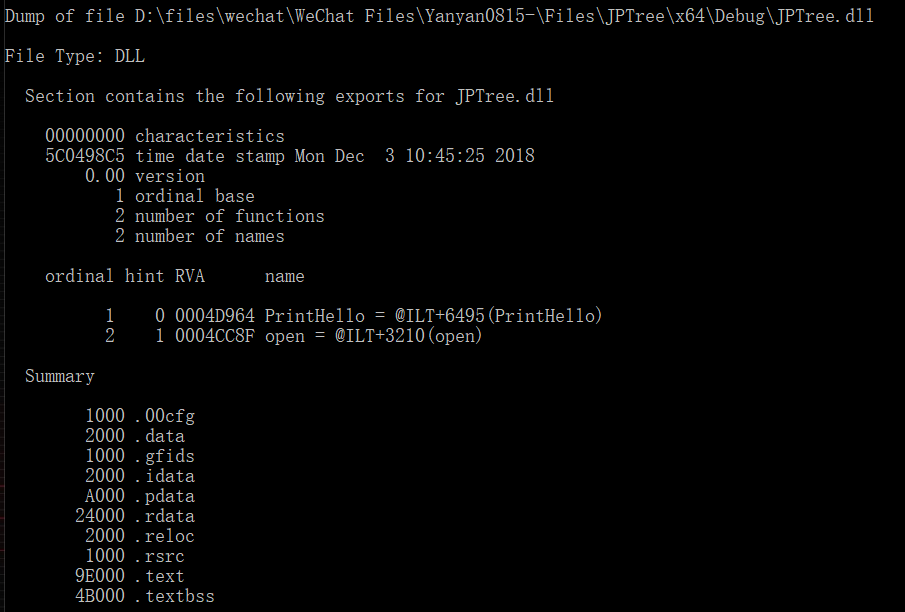 Dump of file D:\files\wechat\WeChat Files\Yanyan0815-\Files\JPTree\x64\Debug\JPTree.dll
File Type: DLL
Section contains the following exports for JPTree.dll
00000000 characteristics
5C0498C5 time date stamp Mon Dec  3 10:45:25 2018
0.00 version
1 ordinal base
2 number of functions
2 number of names
ordinal hint RVA      name
1    0 0004D964 PrintHello = @ILT+6495(PrintHello)
2    1 0004CC8F open = @ILT+3210(open)
Summary
1000 .00cfg
2000 .data
1000 .gfids
2000 .idata
A000 .pdata
24000 .rdata
2000 .reloc
1000 .rsrc
9E000 .text
4B000 .textbss